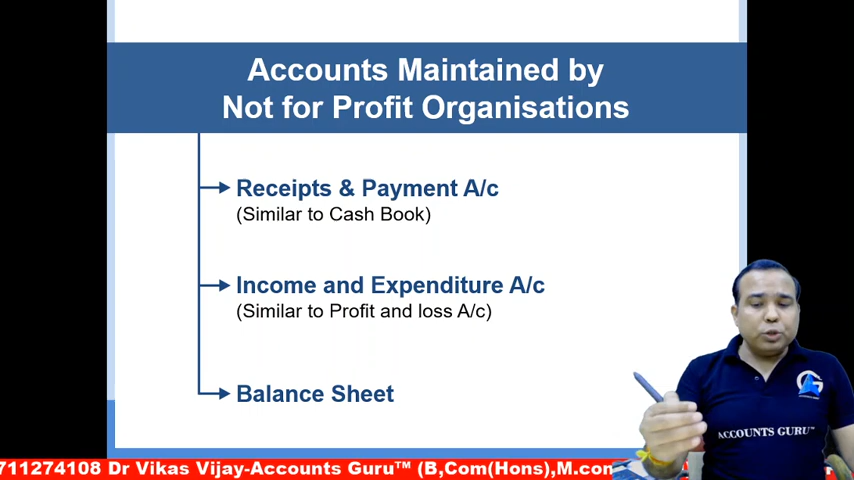 Accounts Maintained by
Not for Profit Organisations
Receipts & Payment A/c
(Similar to Cash Book)
Income and Expenditure A/c
(Similar to Profit and loss A/c)
Balance Sheet
G
ACCOUNTS GURU™
711274108 Dr Vikas Vijay-Accounts Guru™ (B,Com(Hons),M.com